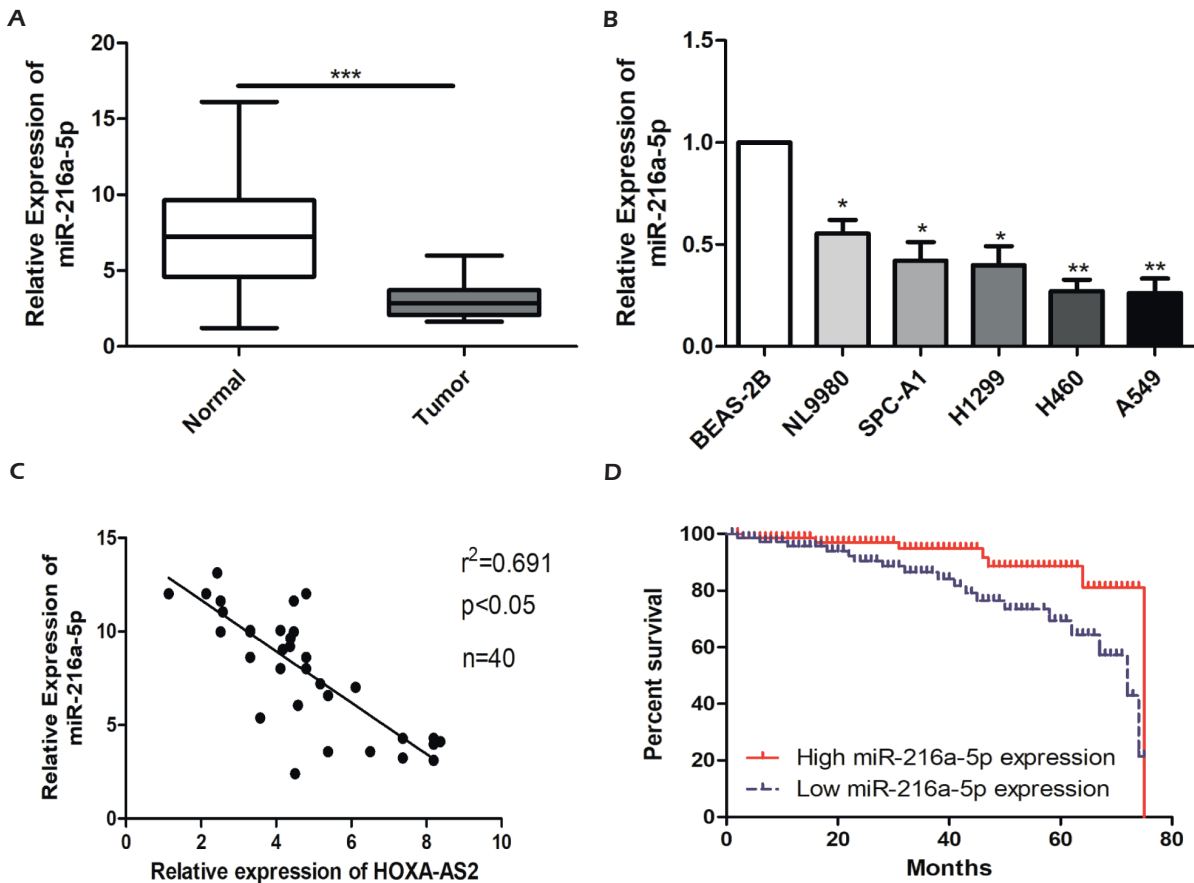 A
Relative Expression of
miR-216a-5p
20
15
10
5
0
***
Normal
Tumor
B
Relative Expression of
miR-216a-5p
1.5
1.0
0.5
0.0
*
*
*
**
**
BEAS-2B
NL9980
SPC-A1
H1299
H460
A549
C
Relative Expression of
miR-216a-5p
15
10
5
0
r²=0.691
p<0.05
n=40
0 2 4 6 8 10
Relative expression of HOXA-AS2
D
Percent survival
100
80
60
40
20
0
High miR-216a-5p expression
Low miR-216a-5p expression
0 20 40 60 80
Months